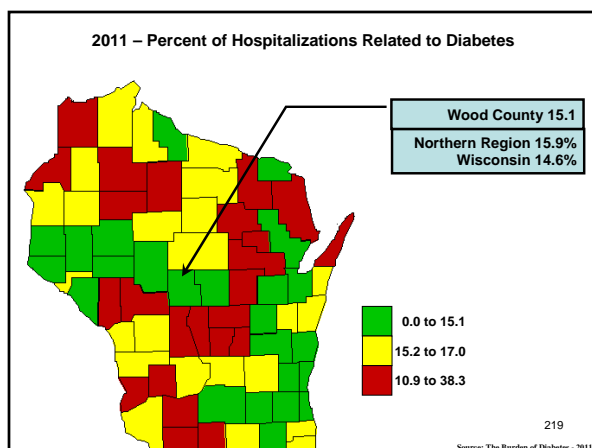 2011 – Percent of Hospitalizations Related to Diabetes
Wood County 15.1
Northern Region 15.9%
Wisconsin 14.6%
0.0 to 15.1
15.2 to 17.0
10.9 to 38.3
219
Source: The Burden of Diabetes - 2011